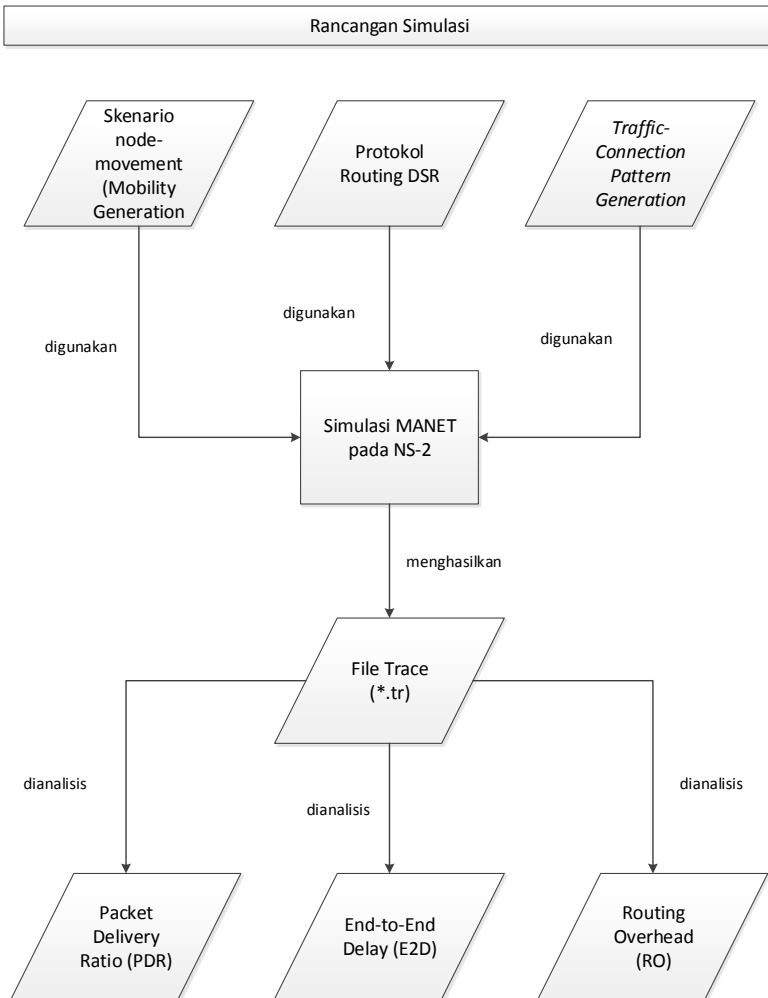 Rancangan Simulasi
Skenario
node-
movement
(Mobility
Generation
Protokol
Routing DSR
Traffic-
Connection
Pattern
Generation
digunakan
digunakan
digunakan
Simulasi MANET
pada NS-2
menghasilkan
File Trace
(*.tr)
dianalisis
dianalisis
dianalisis
Packet
Delivery
Ratio (PDR)
End-to-End
Delay (E2D)
Routing
Overhead
(RO)